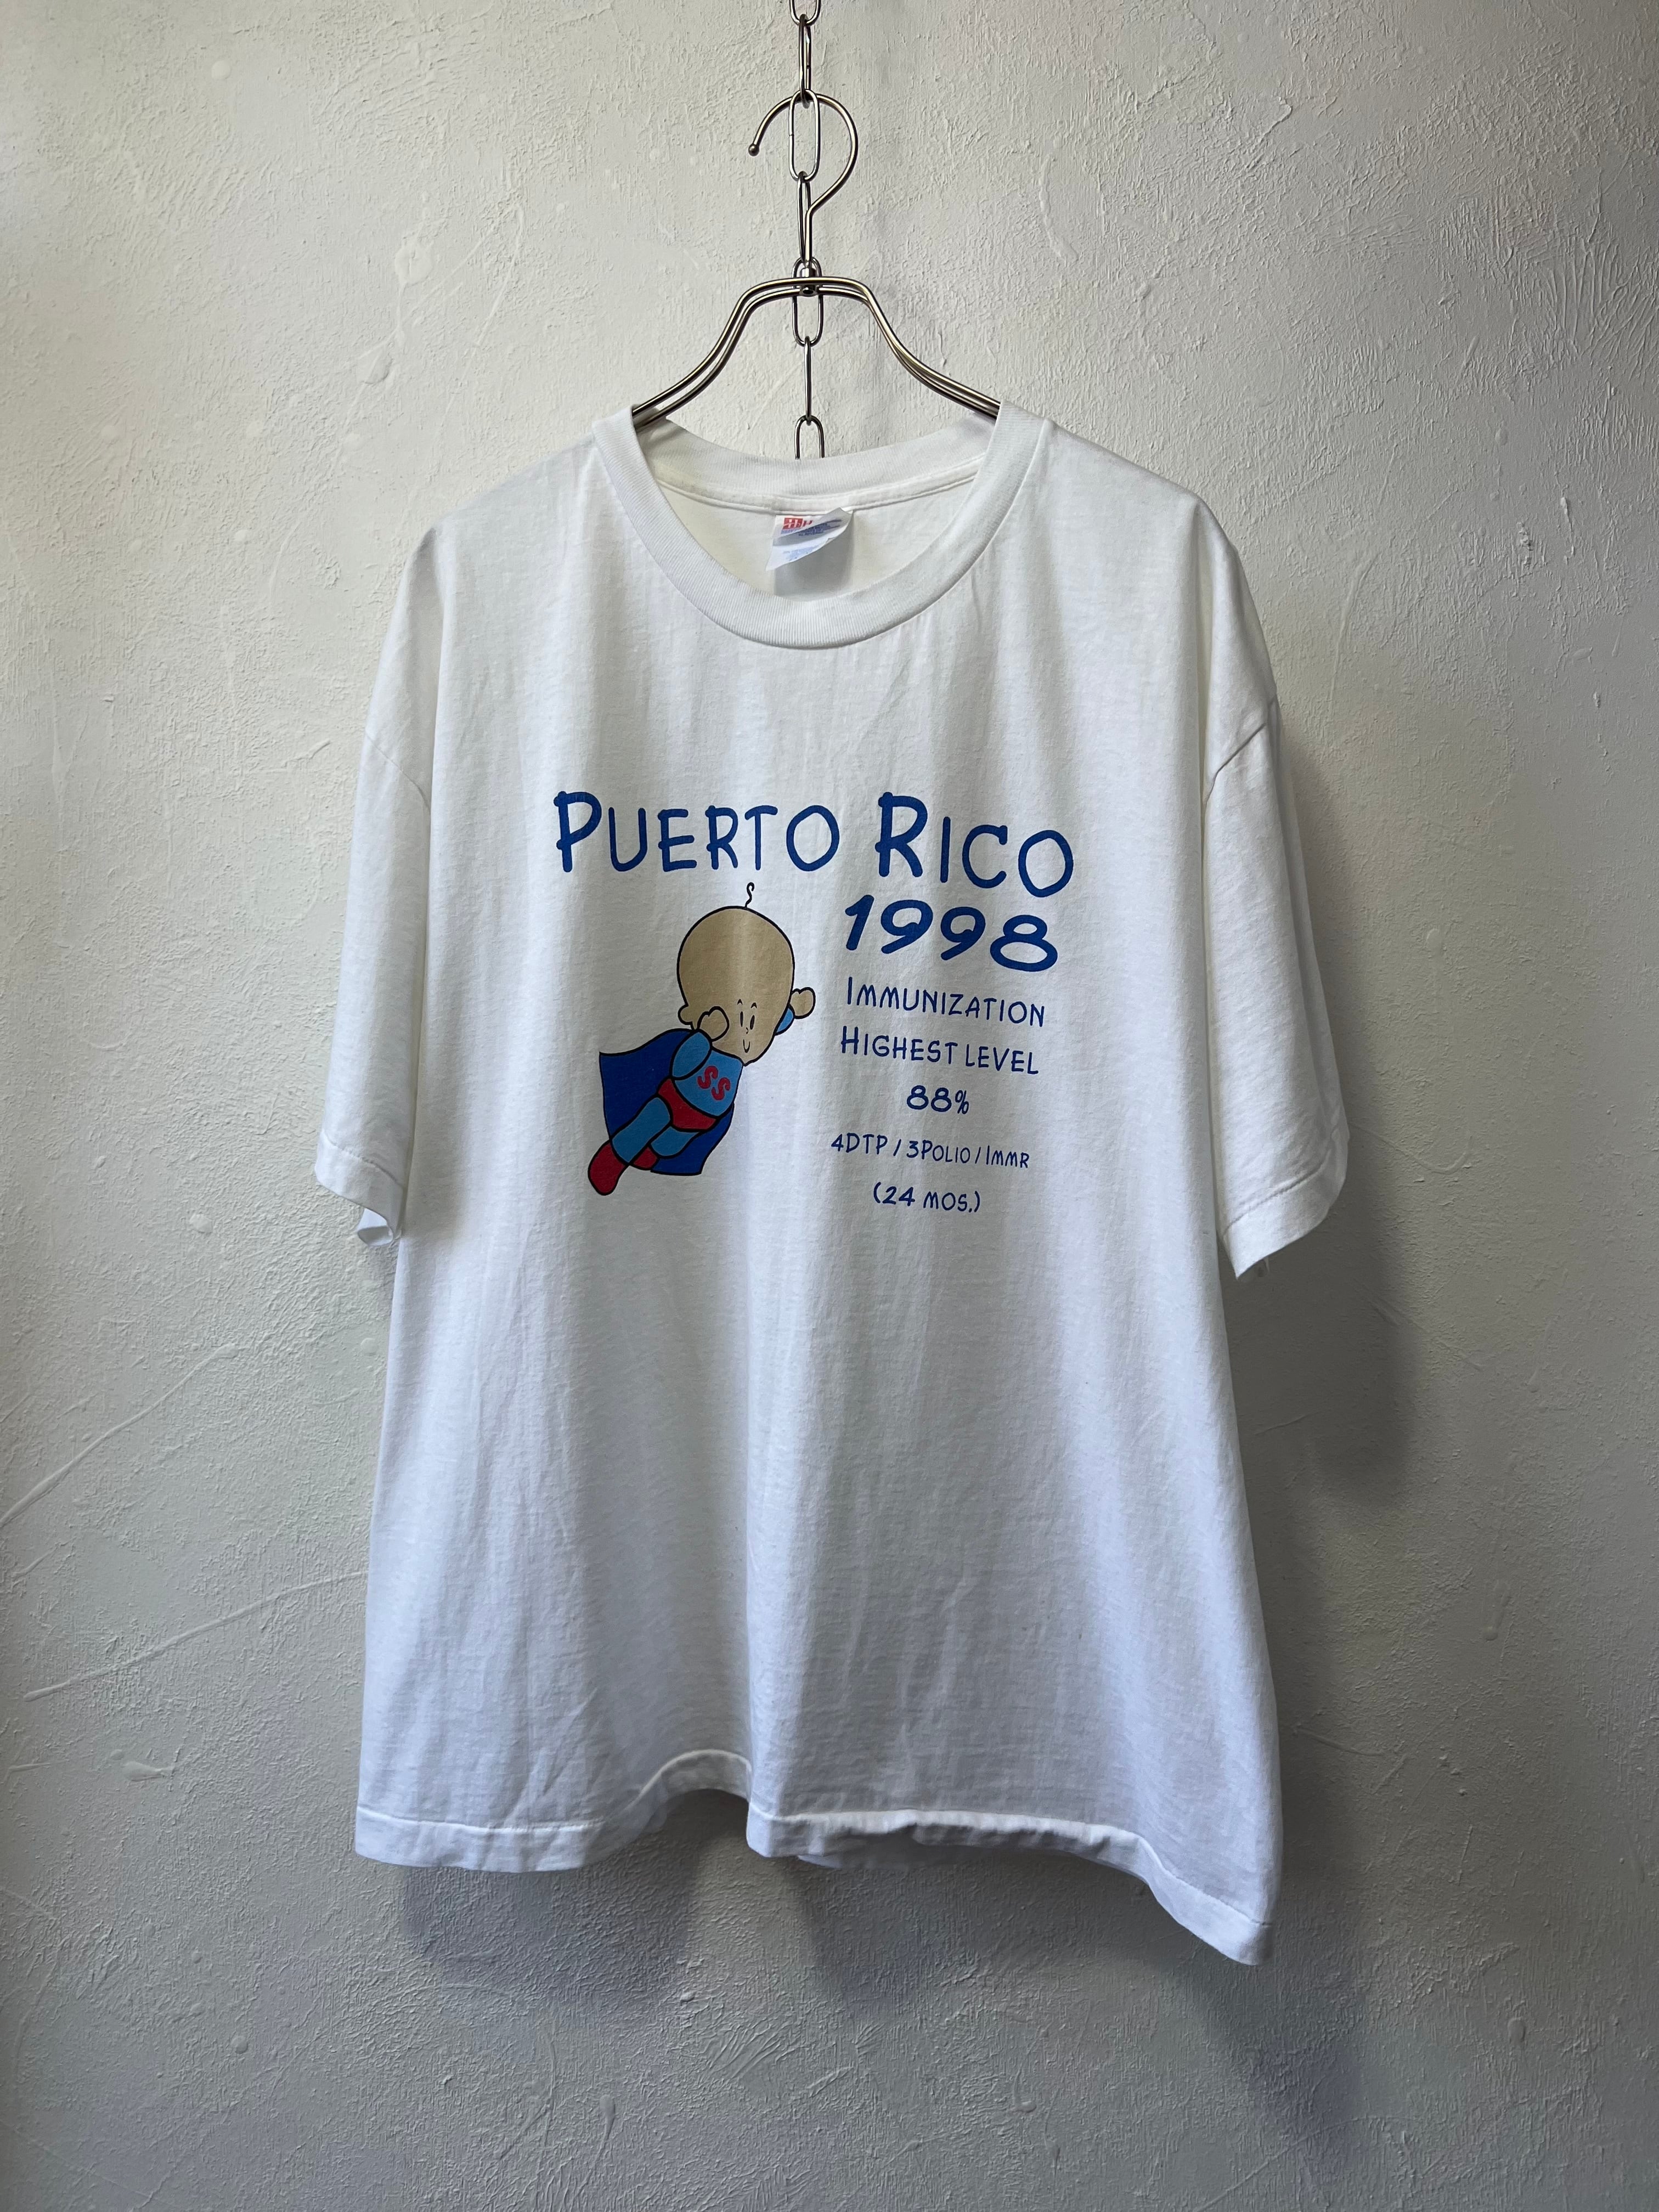 PUERTO RICO
1998
IMMUNIZATION
HIGHEST LEVEL
88%
4DTP / 3POLIO / 1MMR
(24 MOS.)
SS